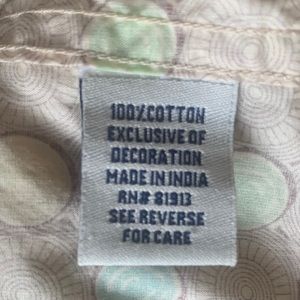 100% COTTON
EXCLUSIVE OF
DECORATION
MADE IN INDIA
RN# 81913
SEE REVERSE
FOR CARE